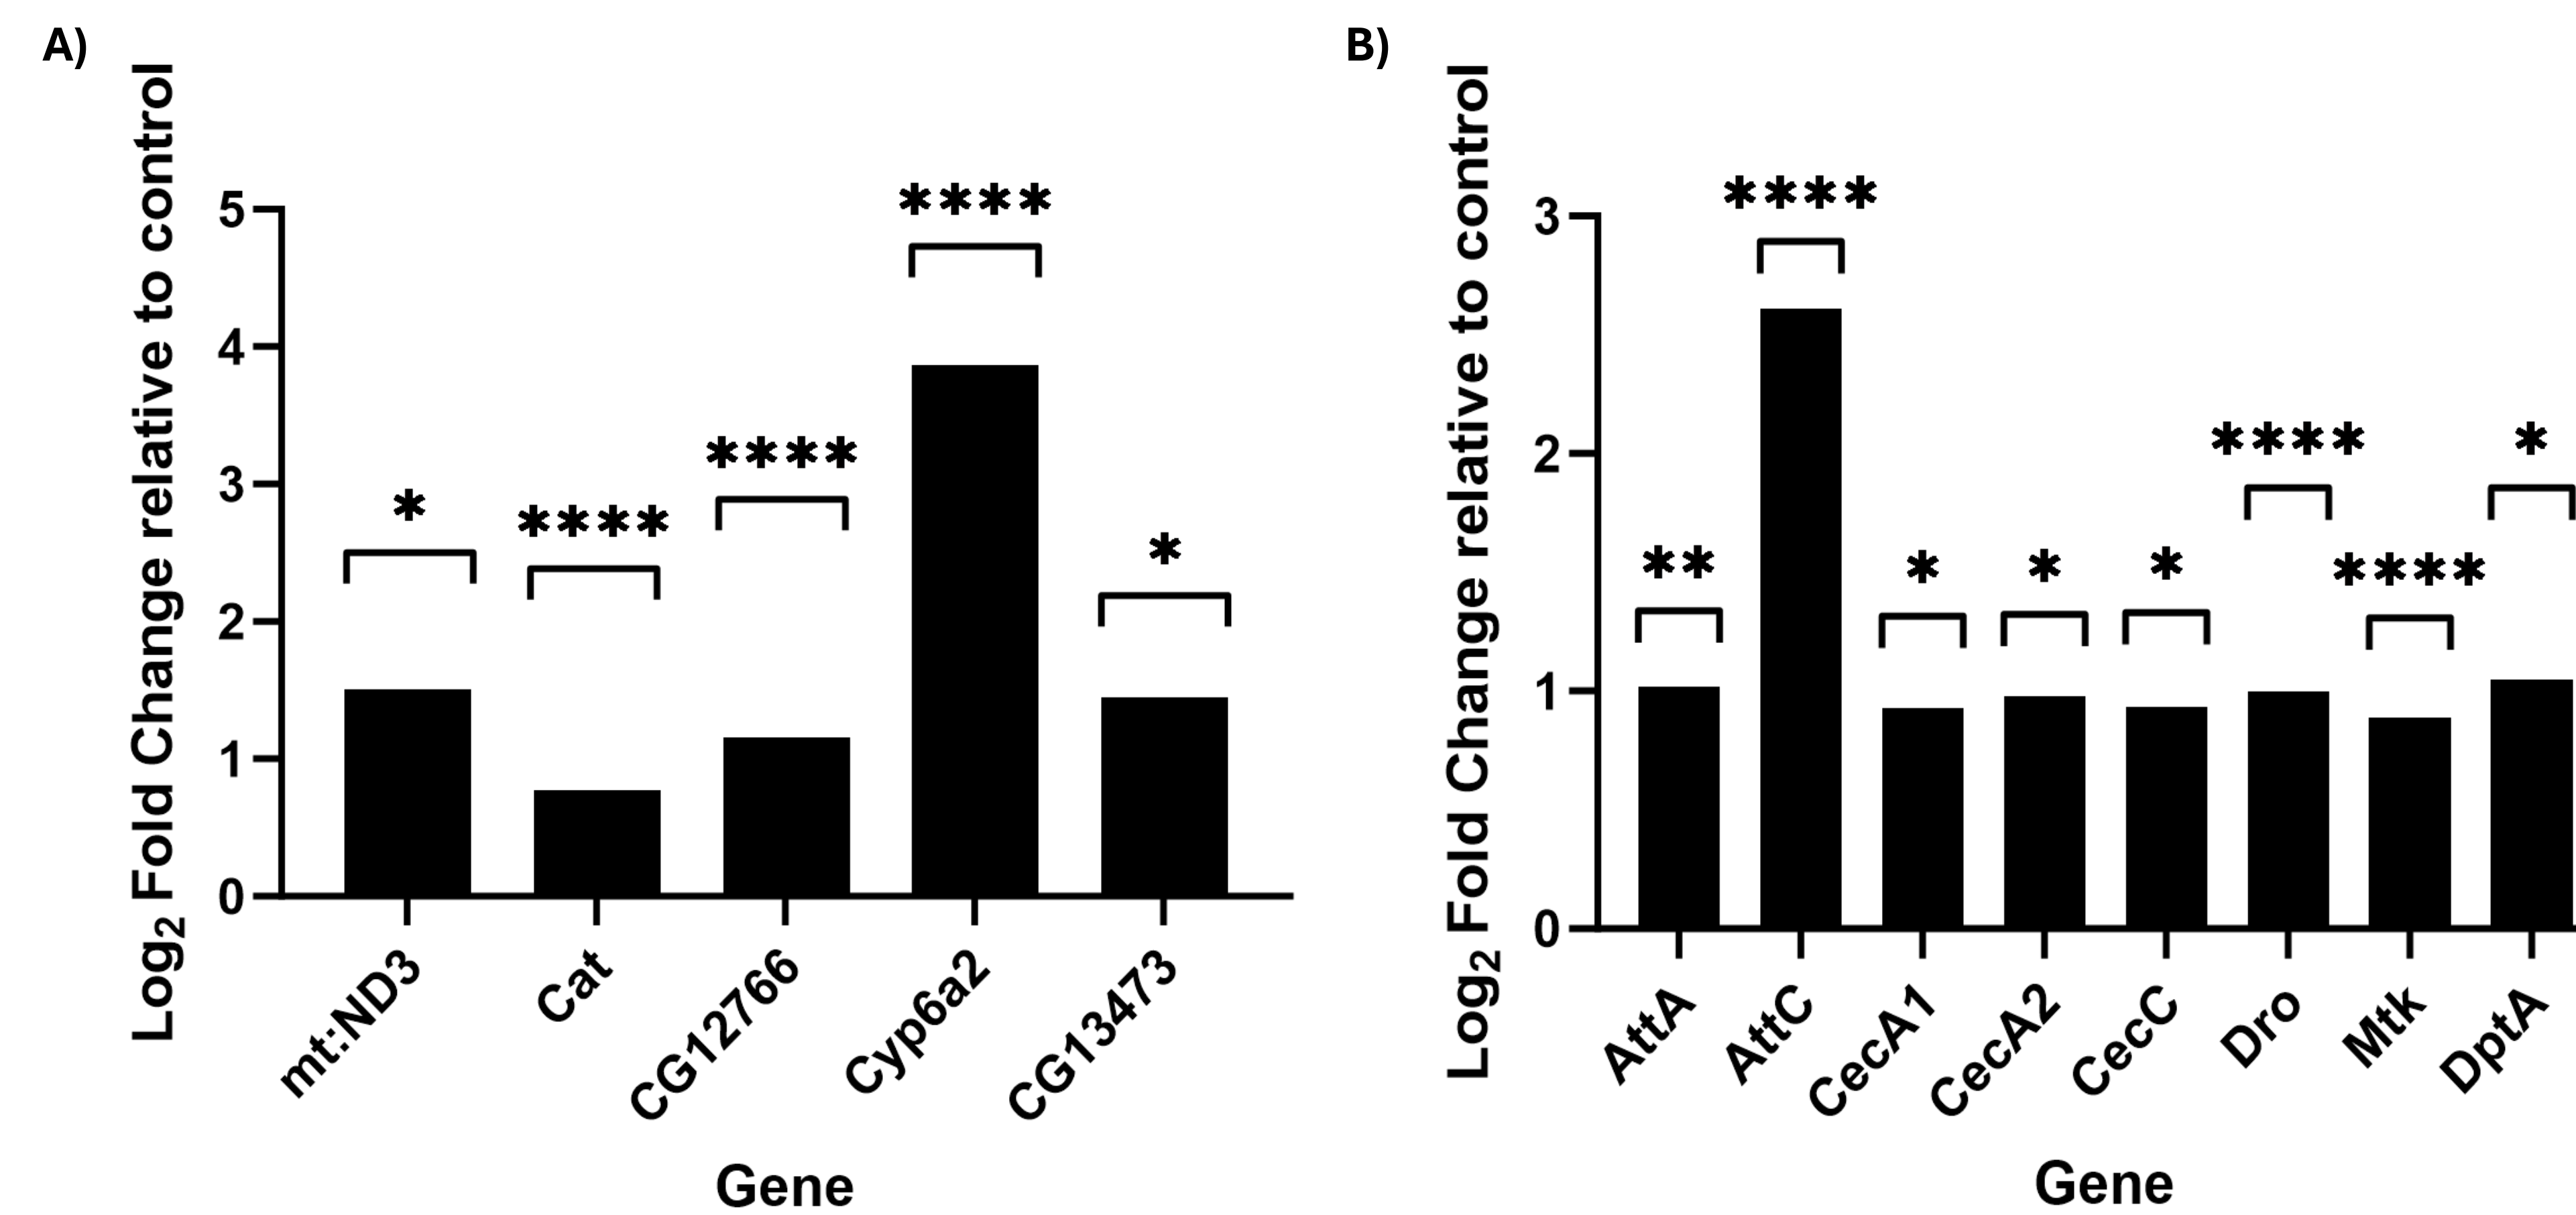 A)
Log2 Fold Change relative to control
5
4
3
2
1
0
*
****
****
****
*
mt:ND3
Cat
CG12766
Cyp6a2
CG13473
Gene
B)
Log2 Fold Change relative to control
3
2
1
0
**
****
*
*
*
****
****
*
AttA
AttC
CecA1
CecA2
CecC
Dro
Mtk
DptA
Gene